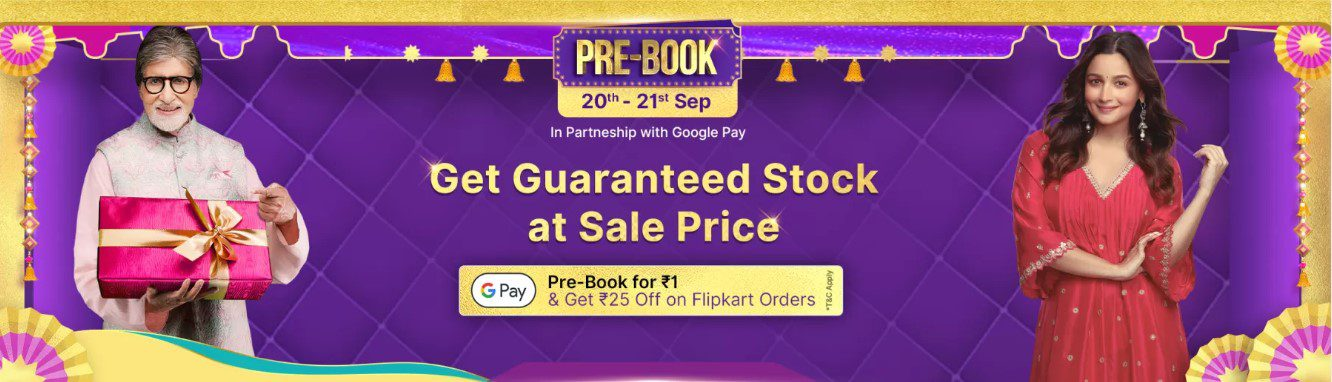 PRE-BOOK
20th - 21st Sep
In Partneship with Google Pay
Get Guaranteed Stock
at Sale Price
G Pay
Pre-Book for ₹1
& Get ₹25 Off on Flipkart Orders
*T&C Apply